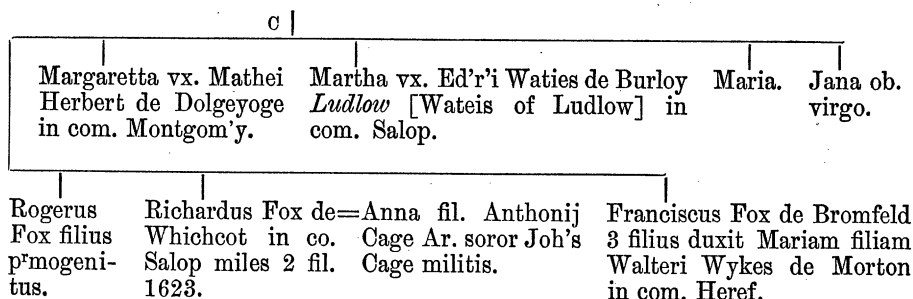 C
Margaretta vx. Mathei
Herbert de Dolgeyoge
in com. Montgom'y.
Martha vx. Ed'r'i Waties de Burloy
Ludlow [Wateis of Ludlow] in
com. Salop.
Maria.
Jana ob.
virgo.
Rogerus
Fox filius
pʳmogeni-
tus.
Richardus Fox de=
Whichcot in co.
Salop miles 2 fil.
1623.
Anna fil. Anthonij
Cage Ar. soror Joh's
Cage militis.
Franciscus Fox de Bromfeld
3 filius duxit Mariam filiam
Walteri Wykes de Morton
in com. Heref.